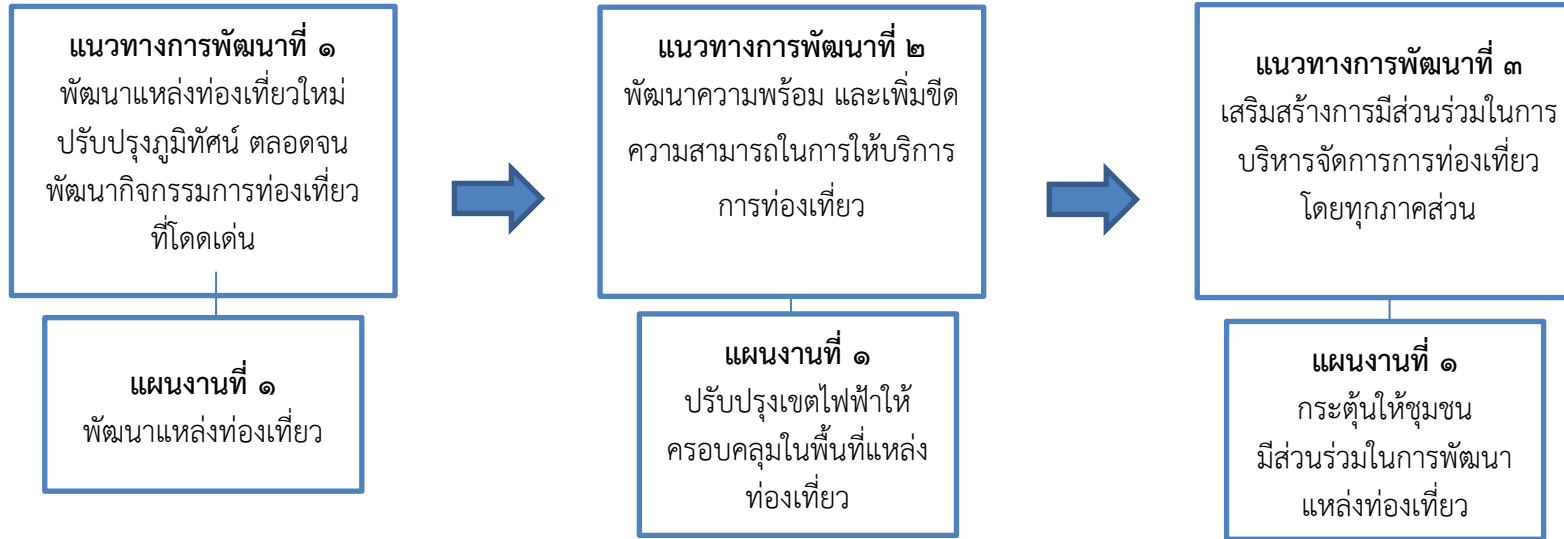 แนวทางการพัฒนาที่ ๑
พัฒนาแหล่งท่องเที่ยวใหม่
ปรับปรุงภูมิทัศน์ ตลอดจน
พัฒนากิจกรรมการท่องเที่ยว
ที่โดดเด่น
แนวทางการพัฒนาที่ ๒
พัฒนาความพร้อม และเพิ่มขีด
ความสามารถในการให้บริการ
การท่องเที่ยว
แนวทางการพัฒนาที่ ๓
เสริมสร้างการมีส่วนร่วมในการ
บริหารจัดการการท่องเที่ยว
โดยทุกภาคส่วน
แผนงานที่ ๑
พัฒนาแหล่งท่องเที่ยว
แผนงานที่ ๑
ปรับปรุงเขตไฟฟ้าให้
ครอบคลุมในพื้นที่แหล่ง
ท่องเที่ยว
แผนงานที่ ๑
กระตุ้นให้ชุมชน
มีส่วนร่วมในการพัฒนา
แหล่งท่องเที่ยว